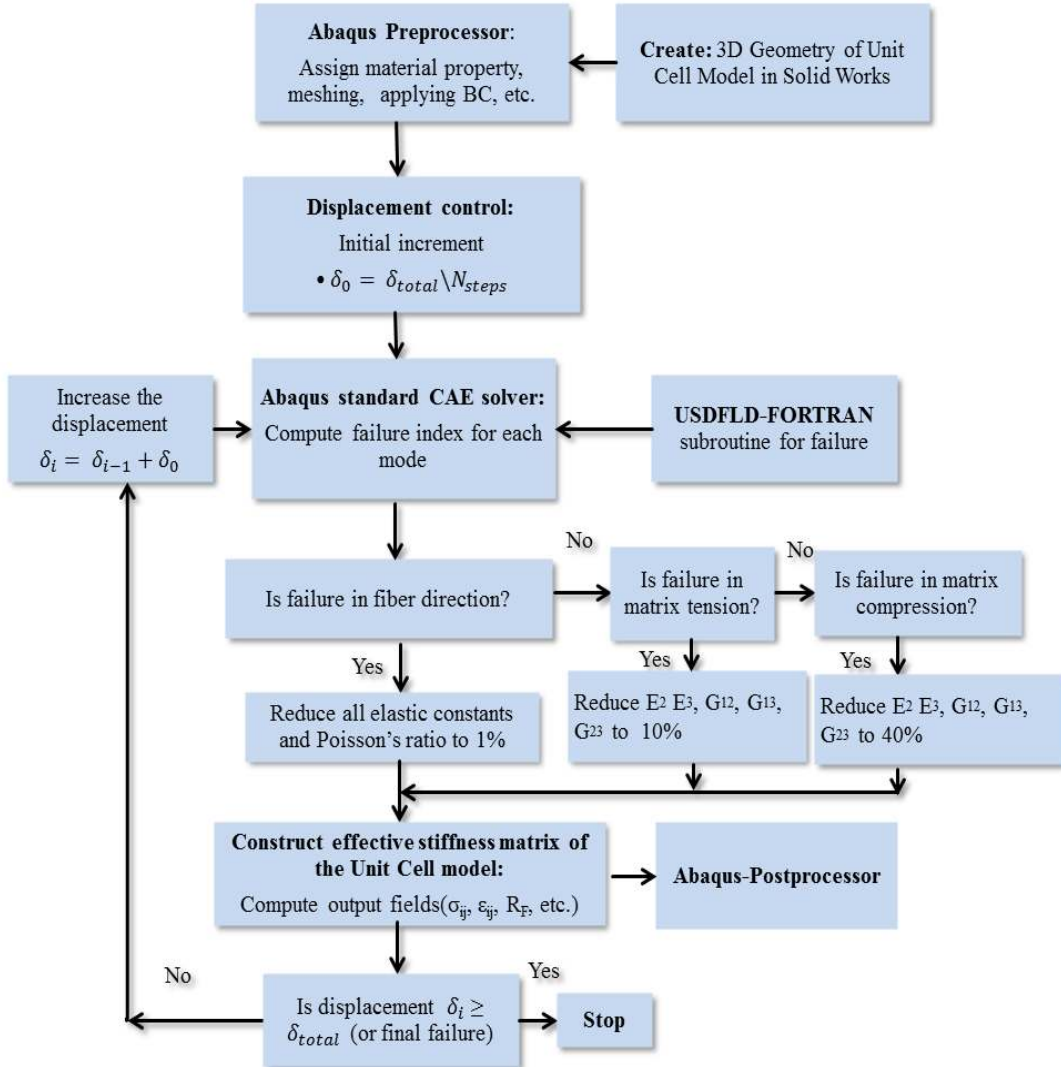 Abaqus Preprocessor:
Assign material property,
meshing, applying BC, etc.
Create: 3D Geometry of Unit
Cell Model in Solid Works
Displacement control:
Initial increment
• δ₀ = δ_total\N_steps
Increase the
displacement
δ_i = δ_{i−1} + δ₀
Abaqus standard CAE solver:
Compute failure index for each
mode
USDFLD-FORTRAN
subroutine for failure
Is failure in fiber direction?
No
Is failure in
matrix tension?
No
Is failure in matrix
compression?
Yes
Reduce all elastic constants
and Poisson's ratio to 1%
Yes
Reduce E2 E3, G12, G13,
G23 to 10%
Yes
Reduce E2 E3, G12, G13,
G23 to 40%
Construct effective stiffness matrix of
the Unit Cell model:
Compute output fields(σij, εij, RF, etc.)
Abaqus-Postprocessor
No
Is displacement δ_i ≥
δ_total (or final failure)
Yes
Stop